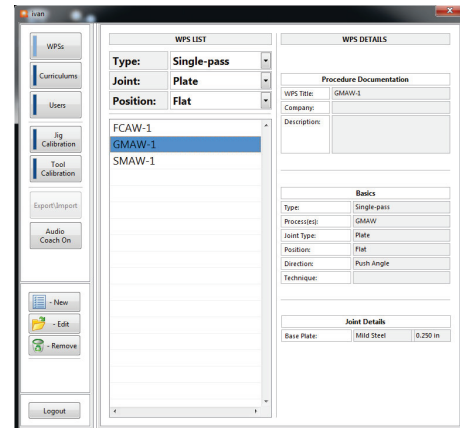 ivan
WPSs
Curriculums
Users
Jig
Calibration
Tool
Calibration
Export\Import
Audio
Coach On
- New
- Edit
- Remove
Logout
WPS LIST
Type: Single-pass
Joint: Plate
Position: Flat
FCAW-1
GMAW-1
SMAW-1
WPS DETAILS
Procedure Documentation
WPS Title: GMAW-1
Company:
Description:
Basics
Type: Single-pass
Process(es): GMAW
Joint Type: Plate
Position: Flat
Direction: Push Angle
Technique:
Joint Details
Base Plate: Mild Steel 0.250 in